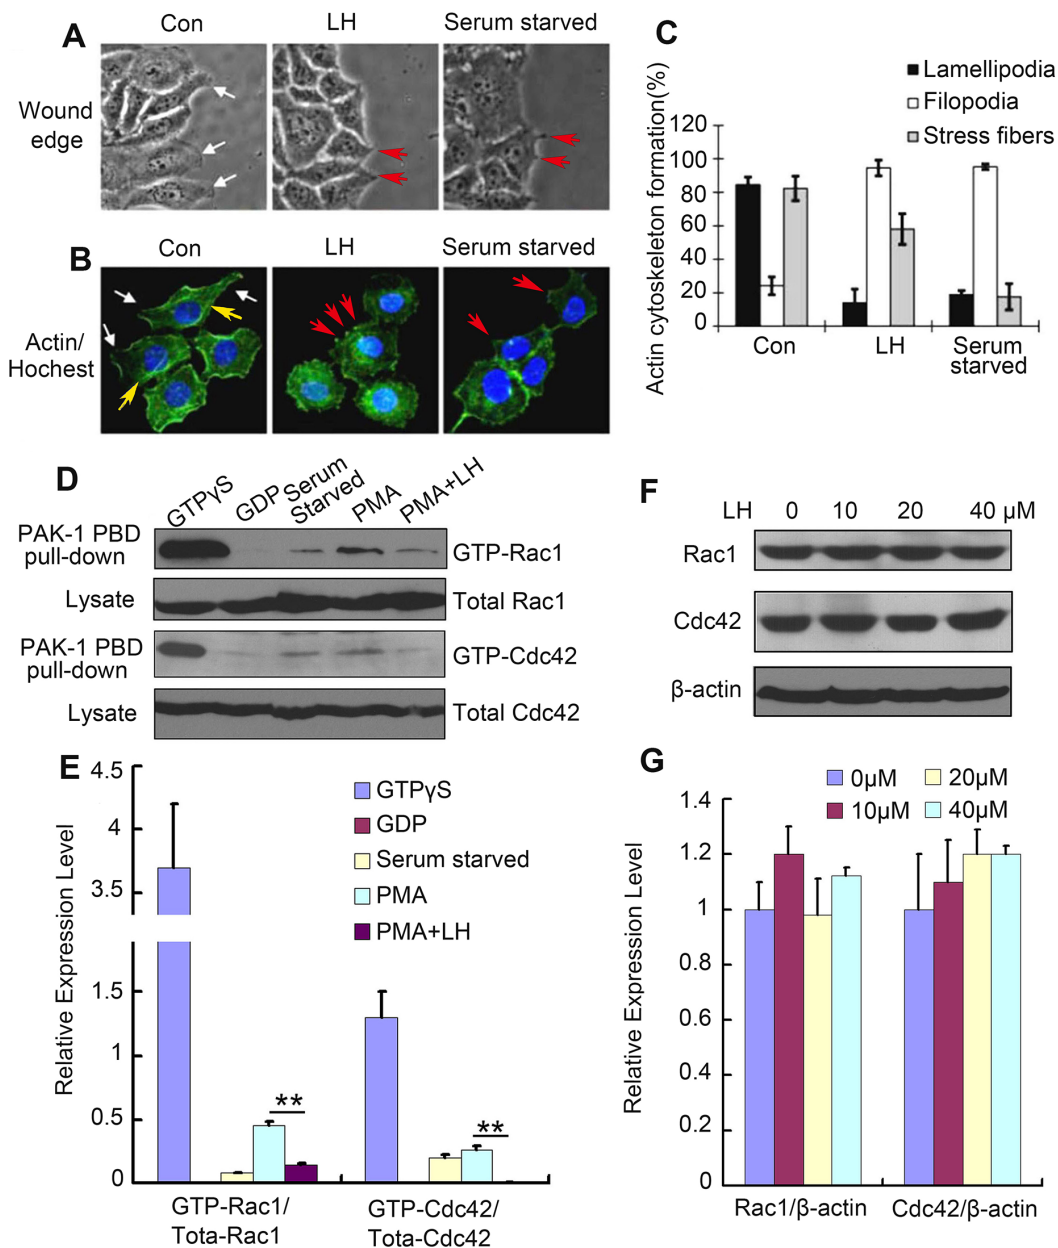 A
Con
LH
Serum starved
Wound
edge
B
Con
LH
Serum starved
Actin/
Hochest
C
Lamellipodia
Filopodia
Stress fibers
Actin cytoskeleton formation(%)
120
100
80
60
40
20
0
Con
LH
Serum
starved
D
GTPγS
GDP
Serum
Starved
PMA
PMA+LH
PAK-1 PBD
pull-down
GTP-Rac1
Lysate
Total Rac1
PAK-1 PBD
pull-down
GTP-Cdc42
Lysate
Total Cdc42
F
LH 0 10 20 40 μM
Rac1
Cdc42
β-actin
E
Relative Expression Level
4.5
4
3.5
1.5
1
0.5
0
GTPγS
GDP
Serum starved
PMA
PMA+LH
**
**
GTP-Rac1/
Tota-Rac1
GTP-Cdc42/
Tota-Cdc42
G
0μM
20μM
10μM
40μM
Relative Expression Level
1.4
1.2
1
0.8
0.6
0.4
0.2
0
Rac1/β-actin
Cdc42/β-actin